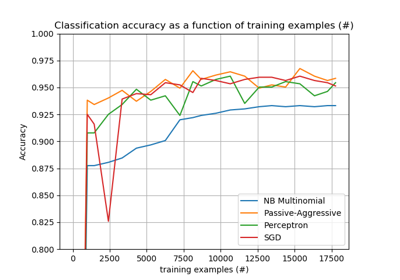 Classification accuracy as a function of training examples (#)
1.000
0.975
0.950
0.925
0.900
0.875
0.850
0.825
0.800
Accuracy
NB Multinomial
Passive-Aggressive
Perceptron
SGD
0 2500 5000 7500 10000 12500 15000 17500
training examples (#)